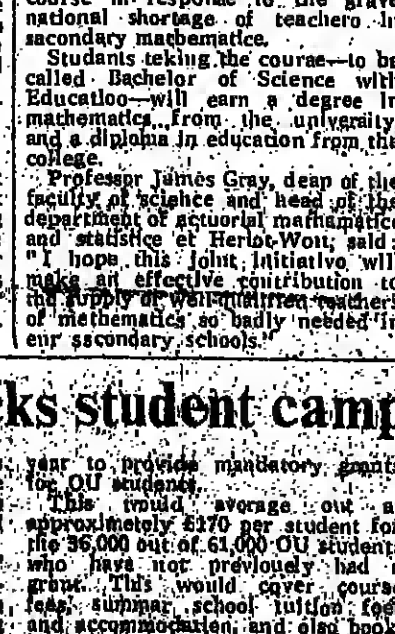 course in response to the grave
national shortage of teachers in
secondary mathematics.
Students taking the course—to be
called Bachelor of Science with
Education—will earn a degree in
mathematics from the university
and a diploma in education from the
college.
Professor James Gray, dean of the
faculty of science and head of the
department of actuarial mathematics
and statistics at Heriot-Watt, said:
"I hope this joint initiative will
make an effective contribution to
the supply of well-qualified teachers
of mathematics so badly needed in
our secondary schools."
ks student camp
year to provide mandatory grants
for OU students.
This would average out at
approximately £170 per student for
the 36,000 out of 61,000 OU students
who have not previously had a
grant. This would cover course
fees, summer school tuition fees
and accommodation and also book